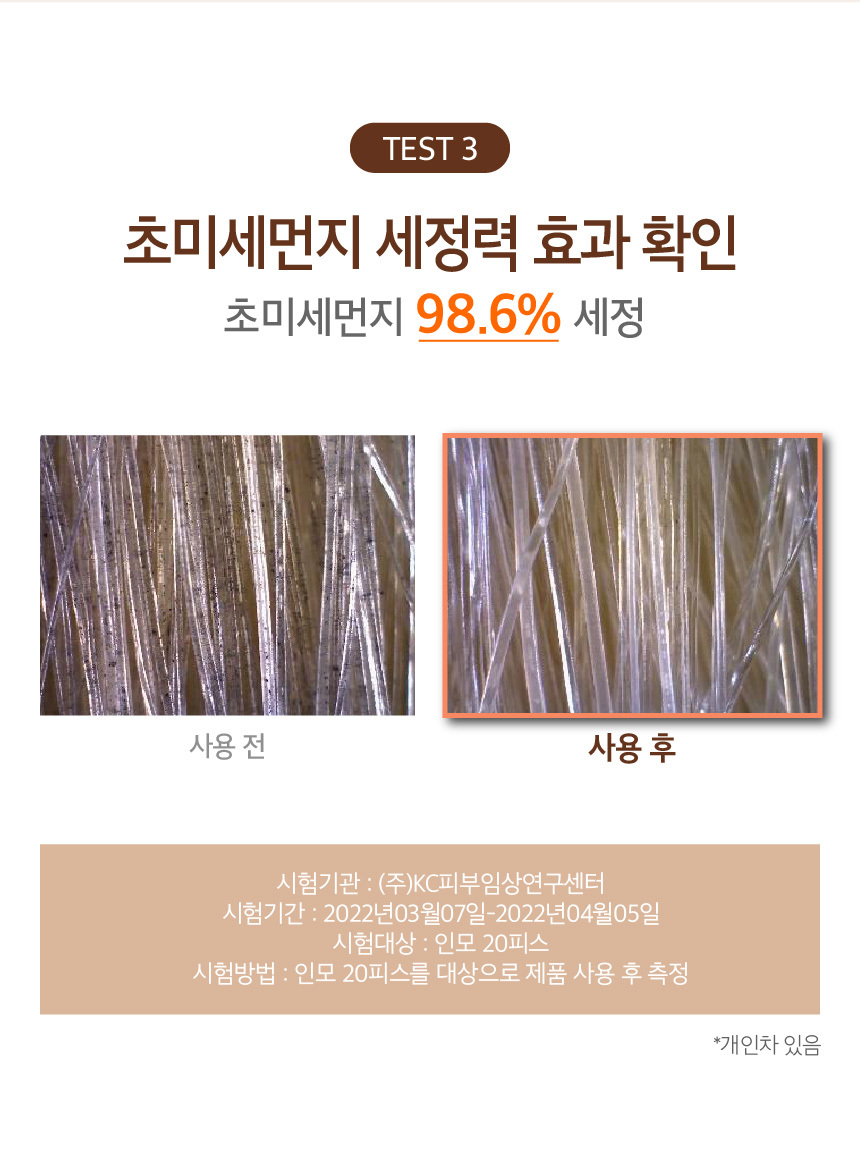 TEST 3
초미세먼지 세정력 효과 확인
초미세먼지 98.6% 세정
사용 전
사용 후
시험기관 : (주)KC피부임상연구센터
시험기간 : 2022년03월07일-2022년04월05일
시험대상 : 인모 20피스
시험방법 : 인모 20피스를 대상으로 제품 사용 후 측정
*개인차 있음